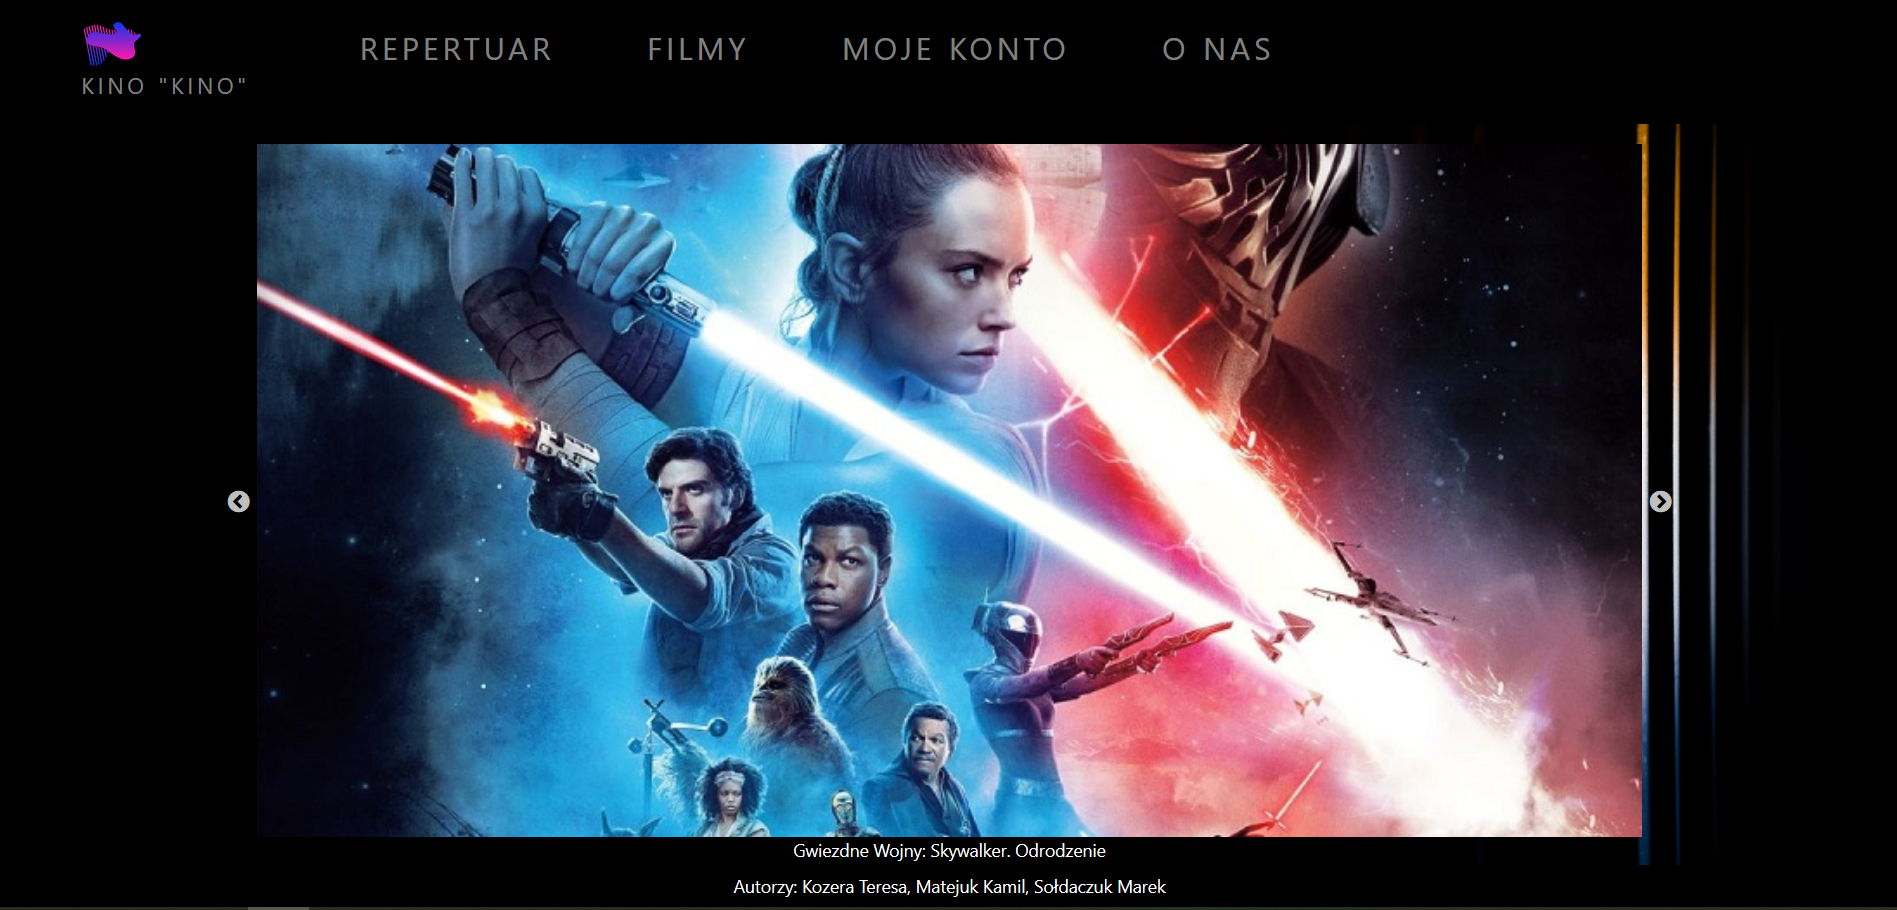 KINO "KINO"
REPERTUAR
FILMY
MOJE KONTO
O NAS
Gwiezdne Wojny: Skywalker. Odrodzenie
Autorzy: Kozera Teresa, Matejuk Kamil, Sołdaczuk Marek